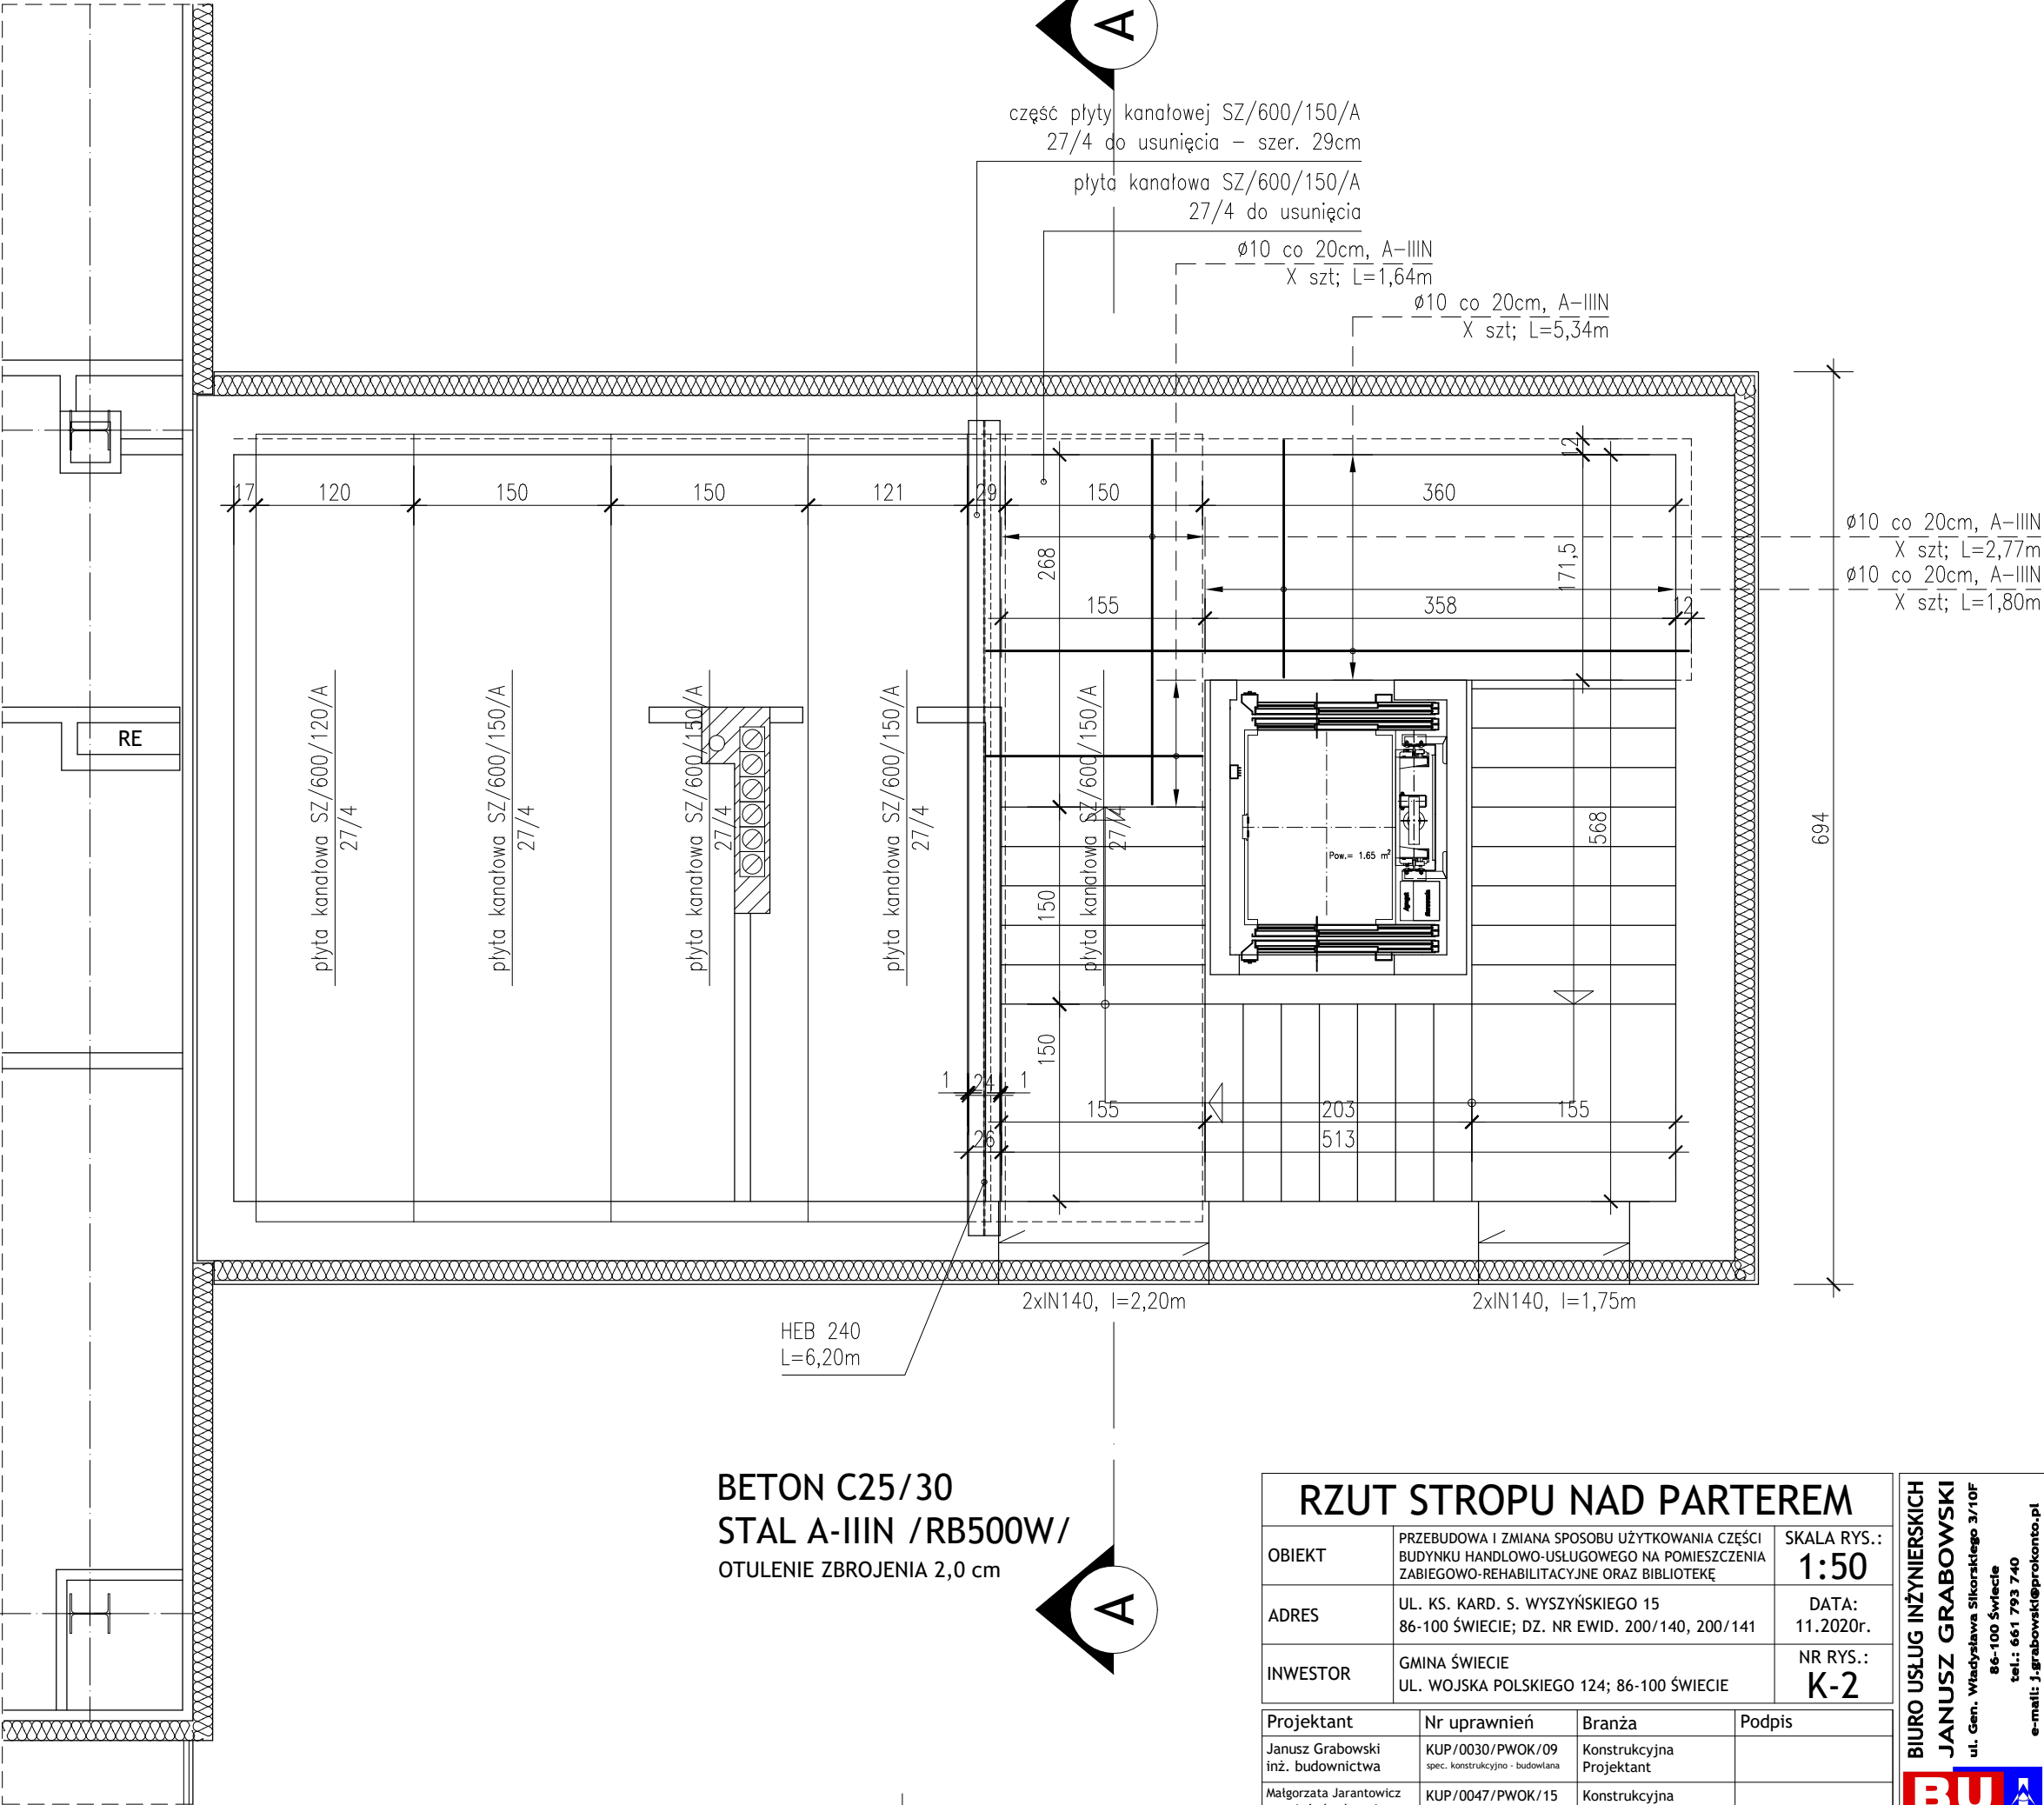 A
część płyty kanałowej SZ/600/150/A
27/4 do usunięcia – szer. 29cm
płyta kanałowa SZ/600/150/A
27/4 do usunięcia
ø10 co 20cm, A-IIIN
X szt; L=1,64m
ø10 co 20cm, A-IIIN
X szt; L=5,34m
12
17
120
150
150
121
29
150
360
ø10 co 20cm, A-IIIN
X szt; L=2,77m
268
171,5
ø10 co 20cm, A-IIIN
X szt; L=1,80m
155
358
12
RE
płyta kanałowa SZ/600/120/A
27/4
płyta kanałowa SZ/600/150/A
27/4
płyta kanałowa SZ/600/150/A
27/4
płyta kanałowa SZ/600/150/A
27/4
płyta kanałowa SZ/600/150/A
27/4
Pow.= 1.65 m²
568
694
150
150
1
24
1
155
203
155
26
513
2xIN140, l=2,20m
2xIN140, l=1,75m
HEB 240
L=6,20m
BETON C25/30
STAL A-IIIN /RB500W/
OTULENIE ZBROJENIA 2,0 cm
A
RZUT STROPU NAD PARTEREM
OBIEKT
PRZEBUDOWA I ZMIANA SPOSOBU UŻYTKOWANIA CZĘŚCI
BUDYNKU HANDLOWO-USŁUGOWEGO NA POMIESZCZENIA
ZABIEGOWO-REHABILITACYJNE ORAZ BIBLIOTEKĘ
SKALA RYS.:
1:50
ADRES
UL. KS. KARD. S. WYSZYŃSKIEGO 15
86-100 ŚWIECIE; DZ. NR EWID. 200/140, 200/141
DATA:
11.2020r.
INWESTOR
GMINA ŚWIECIE
UL. WOJSKA POLSKIEGO 124; 86-100 ŚWIECIE
NR RYS.:
K-2
Projektant
Nr uprawnień
Branża
Podpis
Janusz Grabowski
inż. budownictwa
KUP/0030/PWOK/09
spec. konstrukcyjno - budowlana
Konstrukcyjna
Projektant
Małgorzata Jarantowicz
KUP/0047/PWOK/15
Konstrukcyjna
BIURO USŁUG INŻYNIERSKICH
JANUSZ GRABOWSKI
ul. Gen. Władysława Sikorskiego 3/10F
86-100 Świecie
tel.: 661 793 740
e-mail: j.grabowski@prokonto.pl
BU